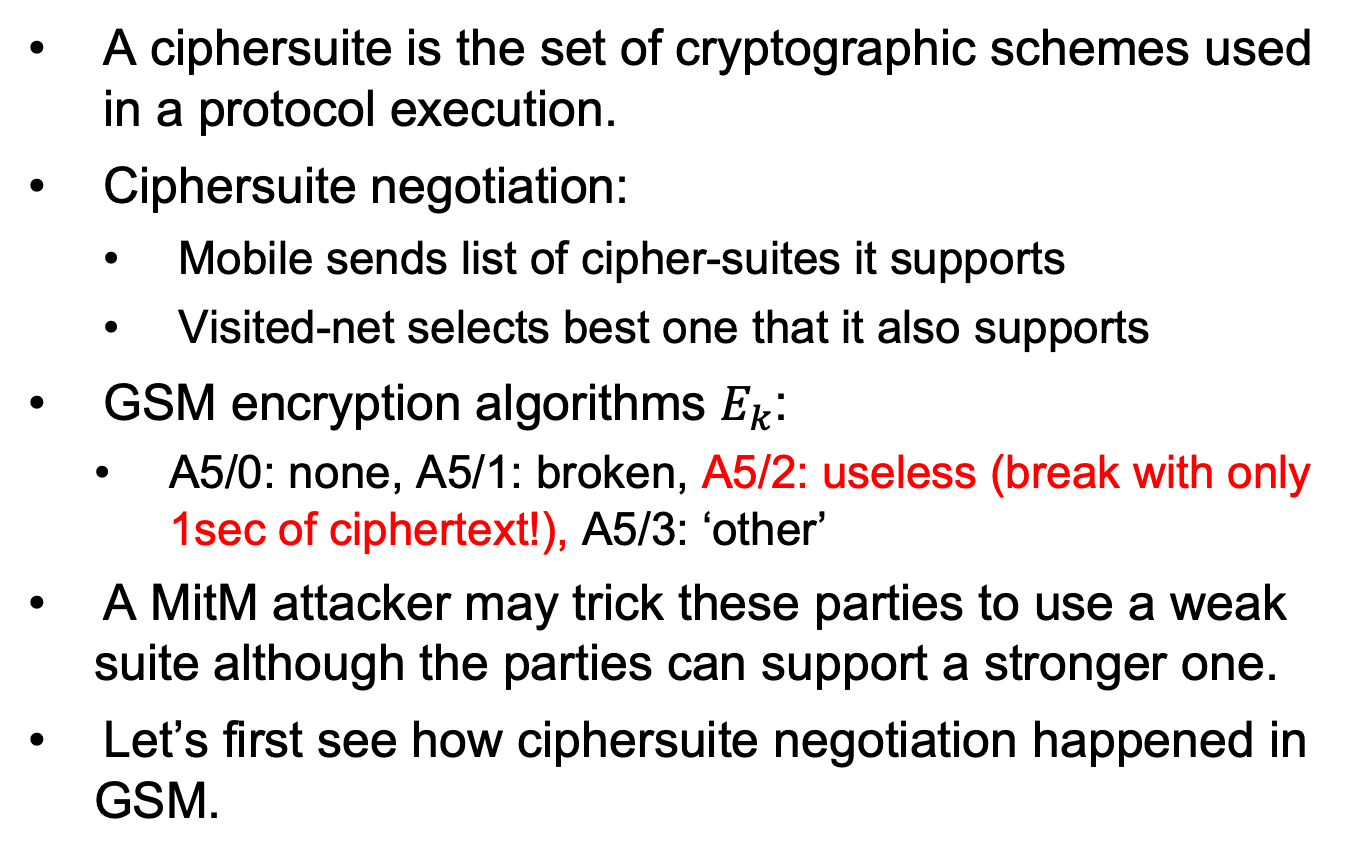 • A ciphersuite is the set of cryptographic schemes used
in a protocol execution.
• Ciphersuite negotiation:
• Mobile sends list of cipher-suites it supports
• Visited-net selects best one that it also supports
• GSM encryption algorithms 𝐸ₖ:
• A5/0: none, A5/1: broken, A5/2: useless (break with only
1sec of ciphertext!), A5/3: ‘other’
• A MitM attacker may trick these parties to use a weak
suite although the parties can support a stronger one.
• Let’s first see how ciphersuite negotiation happened in
GSM.